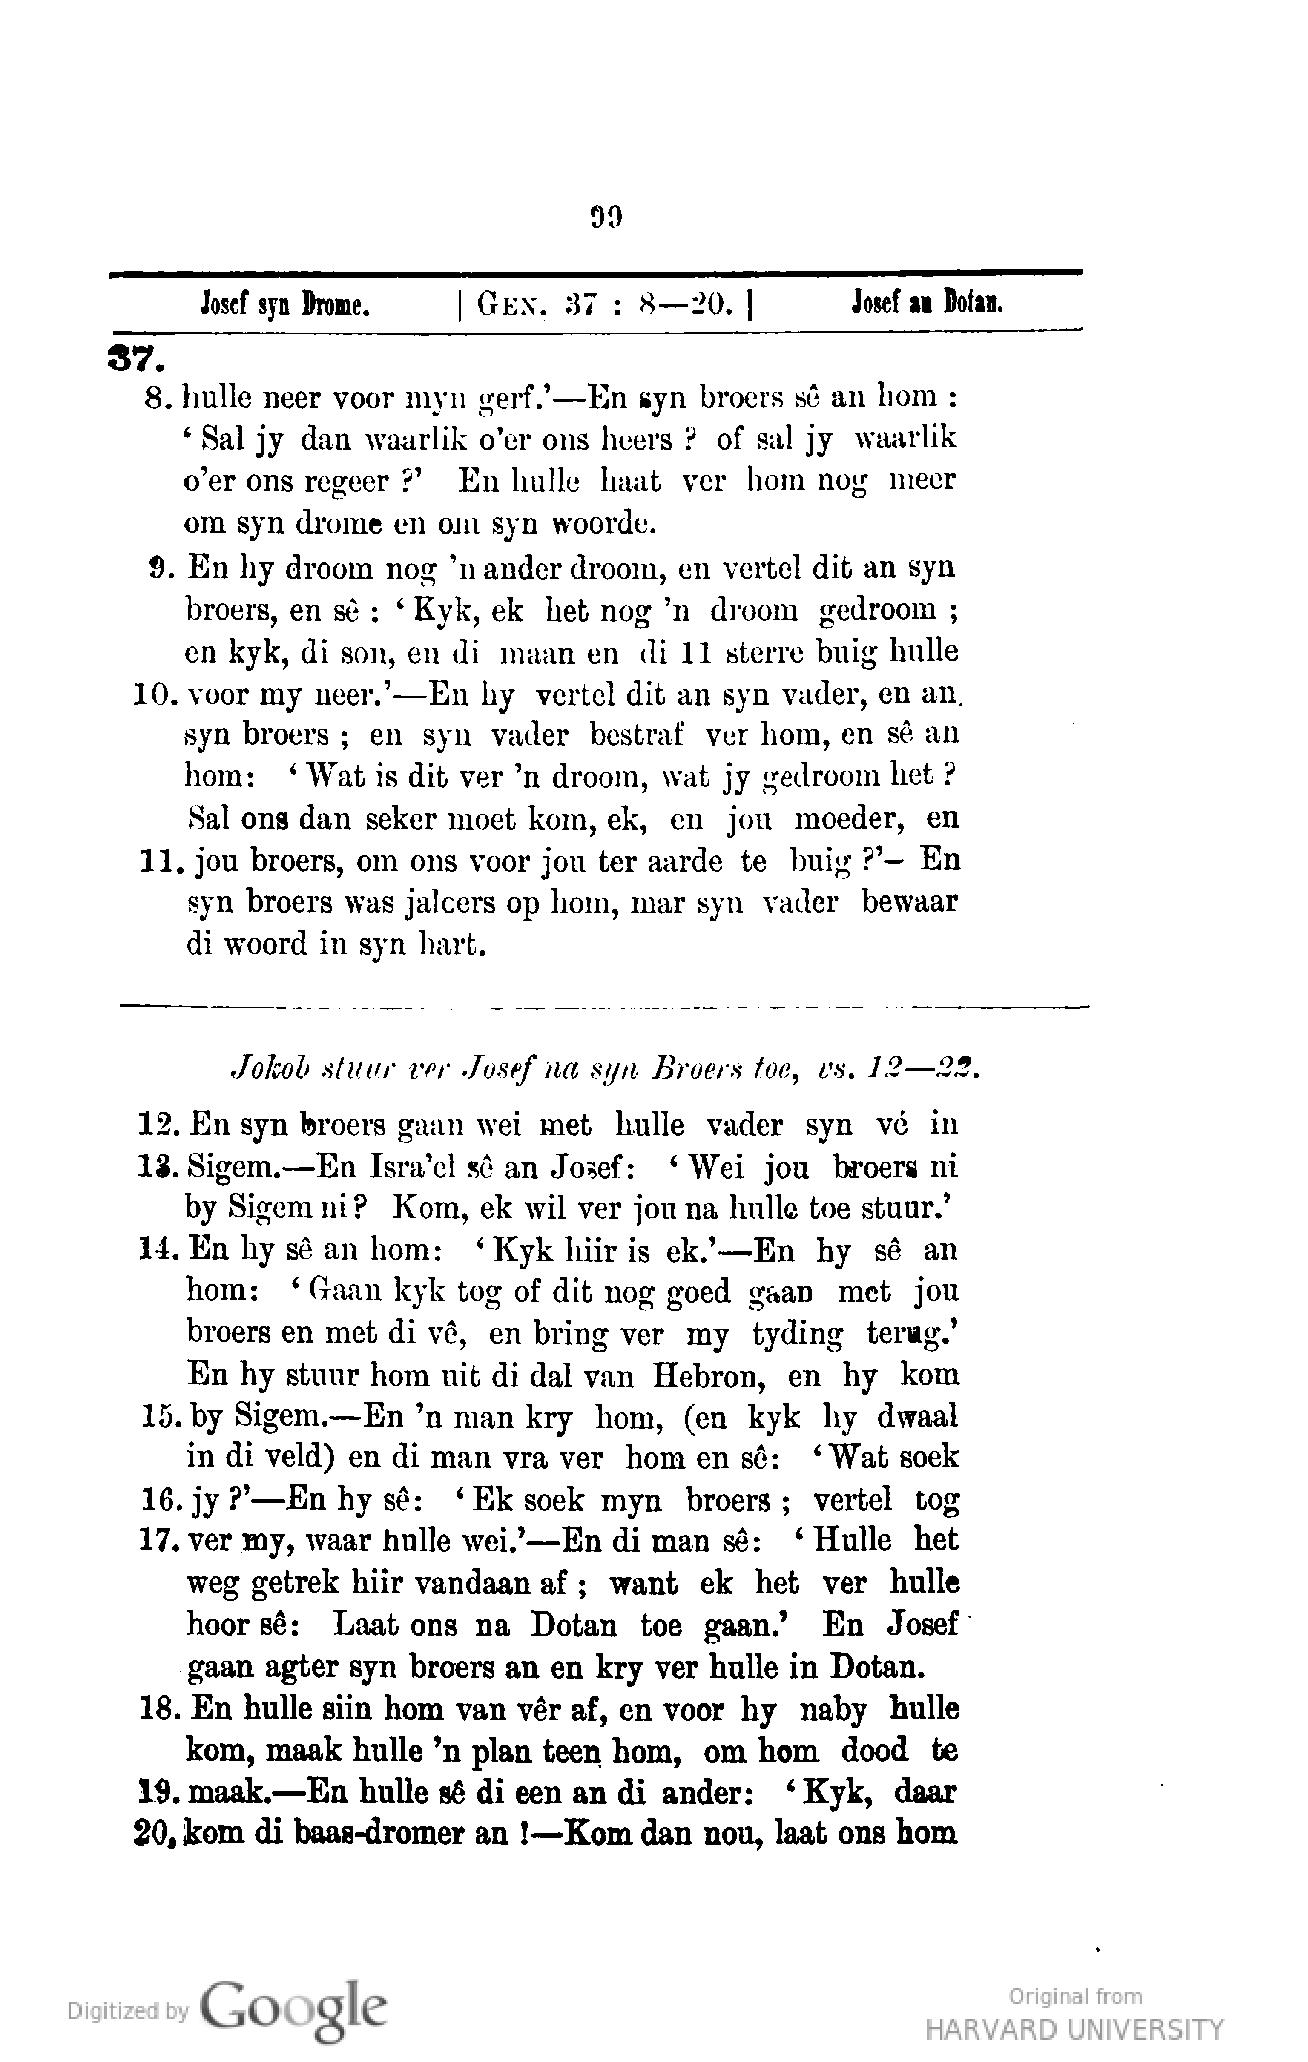 99
Josef syn Drome. | GEN. 37 : 8—20. | Josef an Dotan.
37.
8. hulle neer voor myn gerf.’—En syn broers sê an hom :
‘ Sal jy dan waarlik o’er ons heers ? of sal jy waarlik
o’er ons regeer ?’ En hulle haat ver hom nog meer
om syn drome en om syn woorde.
9. En hy droom nog ’n ander droom, en vertel dit an syn
broers, en sê : ‘ Kyk, ek het nog ’n droom gedroom ;
en kyk, di son, en di maan en di 11 sterre buig hulle
10. voor my neer.’—En hy vertel dit an syn vader, en an
syn broers ; en syn vader bestraf ver hom, en sê an
hom: ‘ Wat is dit ver ’n droom, wat jy gedroom het ?
Sal ons dan seker moet kom, ek, en jou moeder, en
11. jou broers, om ons voor jou ter aarde te buig ?’– En
syn broers was jaleers op hom, mar syn vader bewaar
di woord in syn hart.
Jokob stuur ver Josef na syn Broers toe, vs. 12—22.
12. En syn broers gaan wei met hulle vader syn vé in
13. Sigem.—En Isra’el sê an Josef: ‘ Wei jou broers ni
by Sigem ni? Kom, ek wil ver jou na hulle toe stuur.’
14. En hy sê an hom: ‘ Kyk hiir is ek.’—En hy sê an
hom: ‘ Gaan kyk tog of dit nog goed gaan met jou
broers en met di vê, en bring ver my tyding terug.’
En hy stuur hom uit di dal van Hebron, en hy kom
15. by Sigem.—En ’n man kry hom, (en kyk hy dwaal
in di veld) en di man vra ver hom en sê: ‘ Wat soek
16. jy ?’—En hy sê: ‘ Ek soek myn broers ; vertel tog
17. ver my, waar hulle wei.’—En di man sê: ‘ Hulle het
weg getrek hiir vandaan af ; want ek het ver hulle
hoor sê: Laat ons na Dotan toe gaan.’ En Josef
gaan agter syn broers an en kry ver hulle in Dotan.
18. En hulle siin hom van vêr af, en voor hy naby hulle
kom, maak hulle ’n plan teen hom, om hom dood te
19. maak.—En hulle sê di een an di ander: ‘ Kyk, daar
20. kom di baas-dromer an !—Kom dan nou, laat ons hom
Digitized by Google
Original from
HARVARD UNIVERSITY